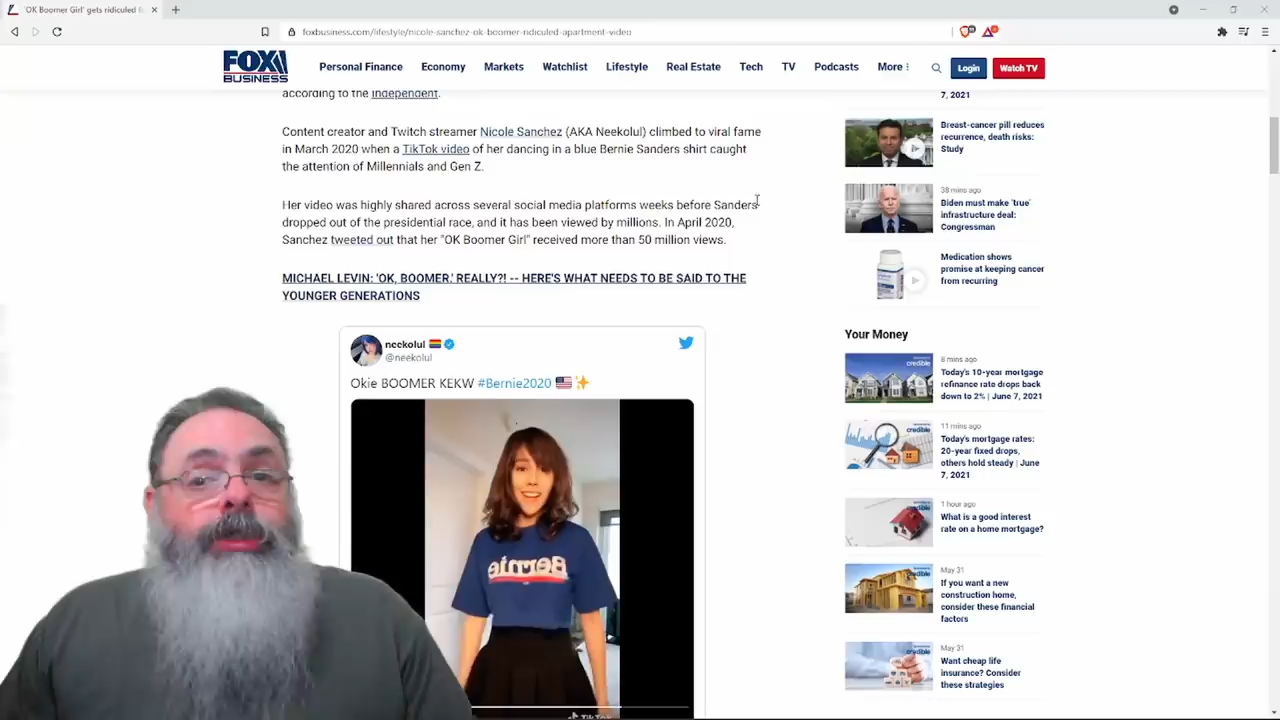 'OK Boomer Girl' gets ridiculed f
foxbusiness.com/lifestyle/nicole-sanchez-ok-boomer-ridiculed-apartment-video
FOX
BUSINESS
Personal Finance
Economy
Markets
Watchlist
Lifestyle
Real Estate
Tech
TV
Podcasts
More
Login
Watch TV
according to the Independent.
Content creator and Twitch streamer Nicole Sanchez (AKA Neekolul) climbed to viral fame
in March 2020 when a TikTok video of her dancing in a blue Bernie Sanders shirt caught
the attention of Millennials and Gen Z.
Her video was highly shared across several social media platforms weeks before Sanders
dropped out of the presidential race, and it has been viewed by millions. In April 2020,
Sanchez tweeted out that her "OK Boomer Girl" received more than 50 million views.
MICHAEL LEVIN: 'OK, BOOMER.' REALLY?! -- HERE'S WHAT NEEDS TO BE SAID TO THE
YOUNGER GENERATIONS
neekolul
@neekolul
Okie BOOMER KEKW #Bernie2020
Bernie
TikTok
7, 2021
Breast-cancer pill reduces
recurrence, death risks:
Study
38 mins ago
Biden must make 'true'
infrastructure deal:
Congressman
Medication shows
promise at keeping cancer
from recurring
Your Money
8 mins ago
Today's 10-year mortgage
refinance rate drops back
down to 2% | June 7, 2021
credible
11 mins ago
Today's mortgage rates:
20-year fixed drops,
others hold steady | June
7, 2021
credible
1 hour ago
What is a good interest
rate on a home mortgage?
credible
May 31
If you want a new
construction home,
consider these financial
factors
credible
May 31
Want cheap life
insurance? Consider
these strategies
credible